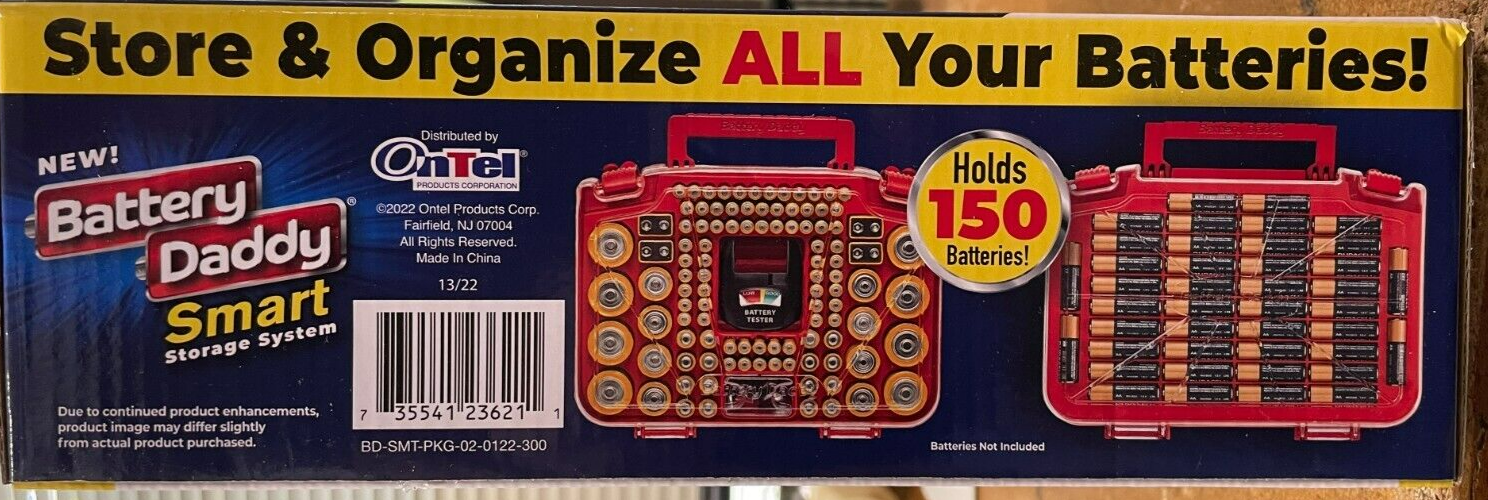 Store & Organize ALL Your Batteries!
NEW!
Battery
Daddy®
Smart
Storage System
Due to continued product enhancements,
product image may differ slightly
from actual product purchased.
Distributed by
OnTel®
PRODUCTS CORPORATION
©2022 Ontel Products Corp.
Fairfield, NJ 07004
All Rights Reserved.
Made In China
13/22
7 35541 23621 1
BD-SMT-PKG-02-0122-300
Battery Daddy
BATTERY
TESTER
Holds
150
Batteries!
Battery Daddy
Batteries Not Included